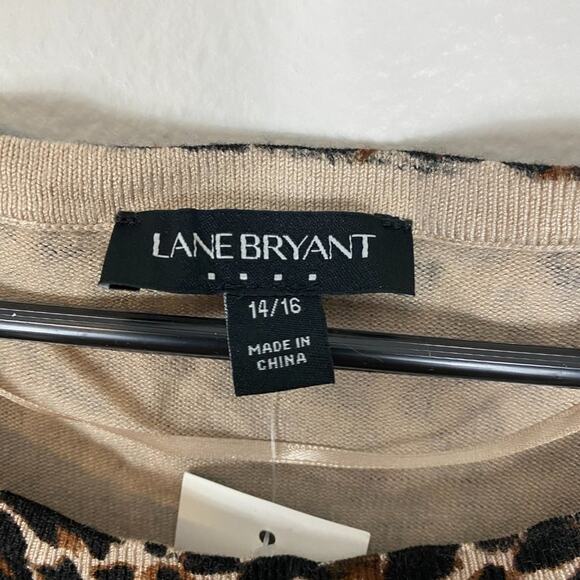 LANE BRYANT
14/16
MADE IN
CHINA